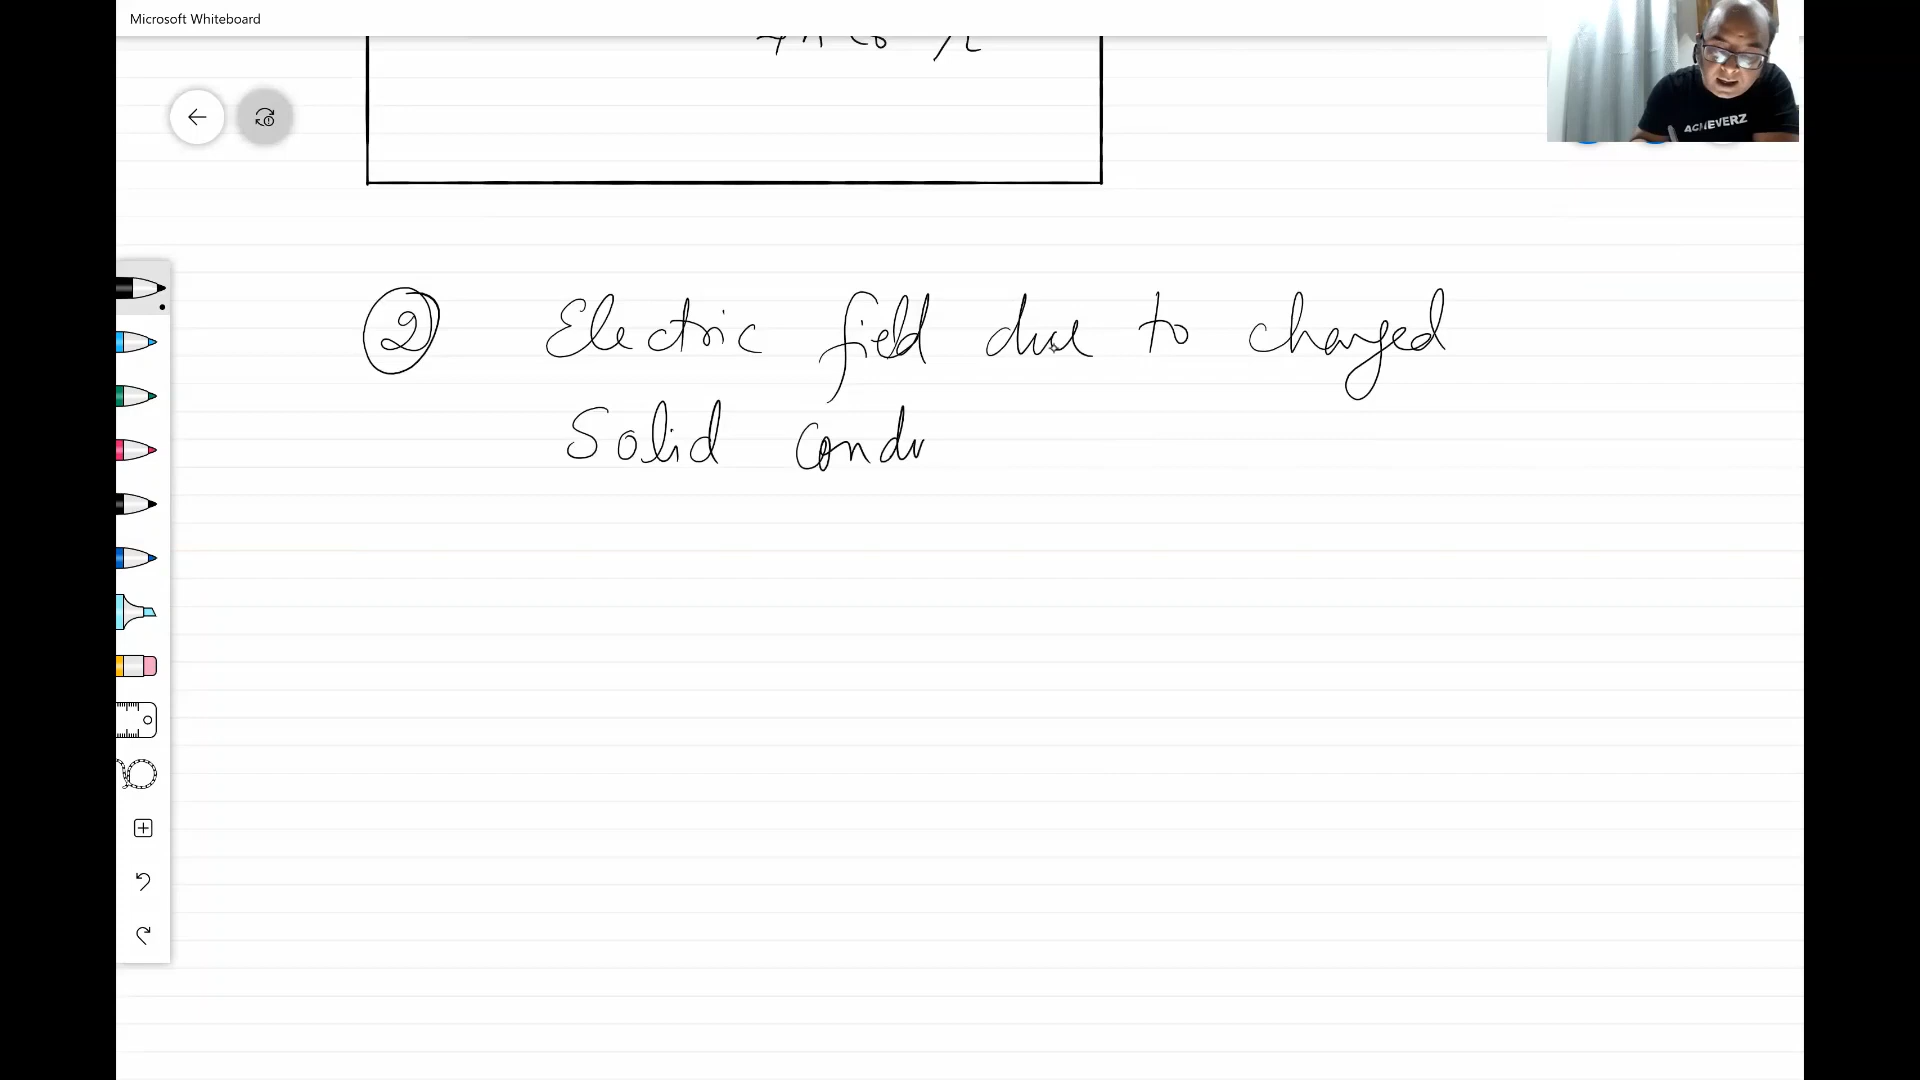 Microsoft Whiteboard
ACHIEVERZ
② Electric field due to charged
Solid Condu